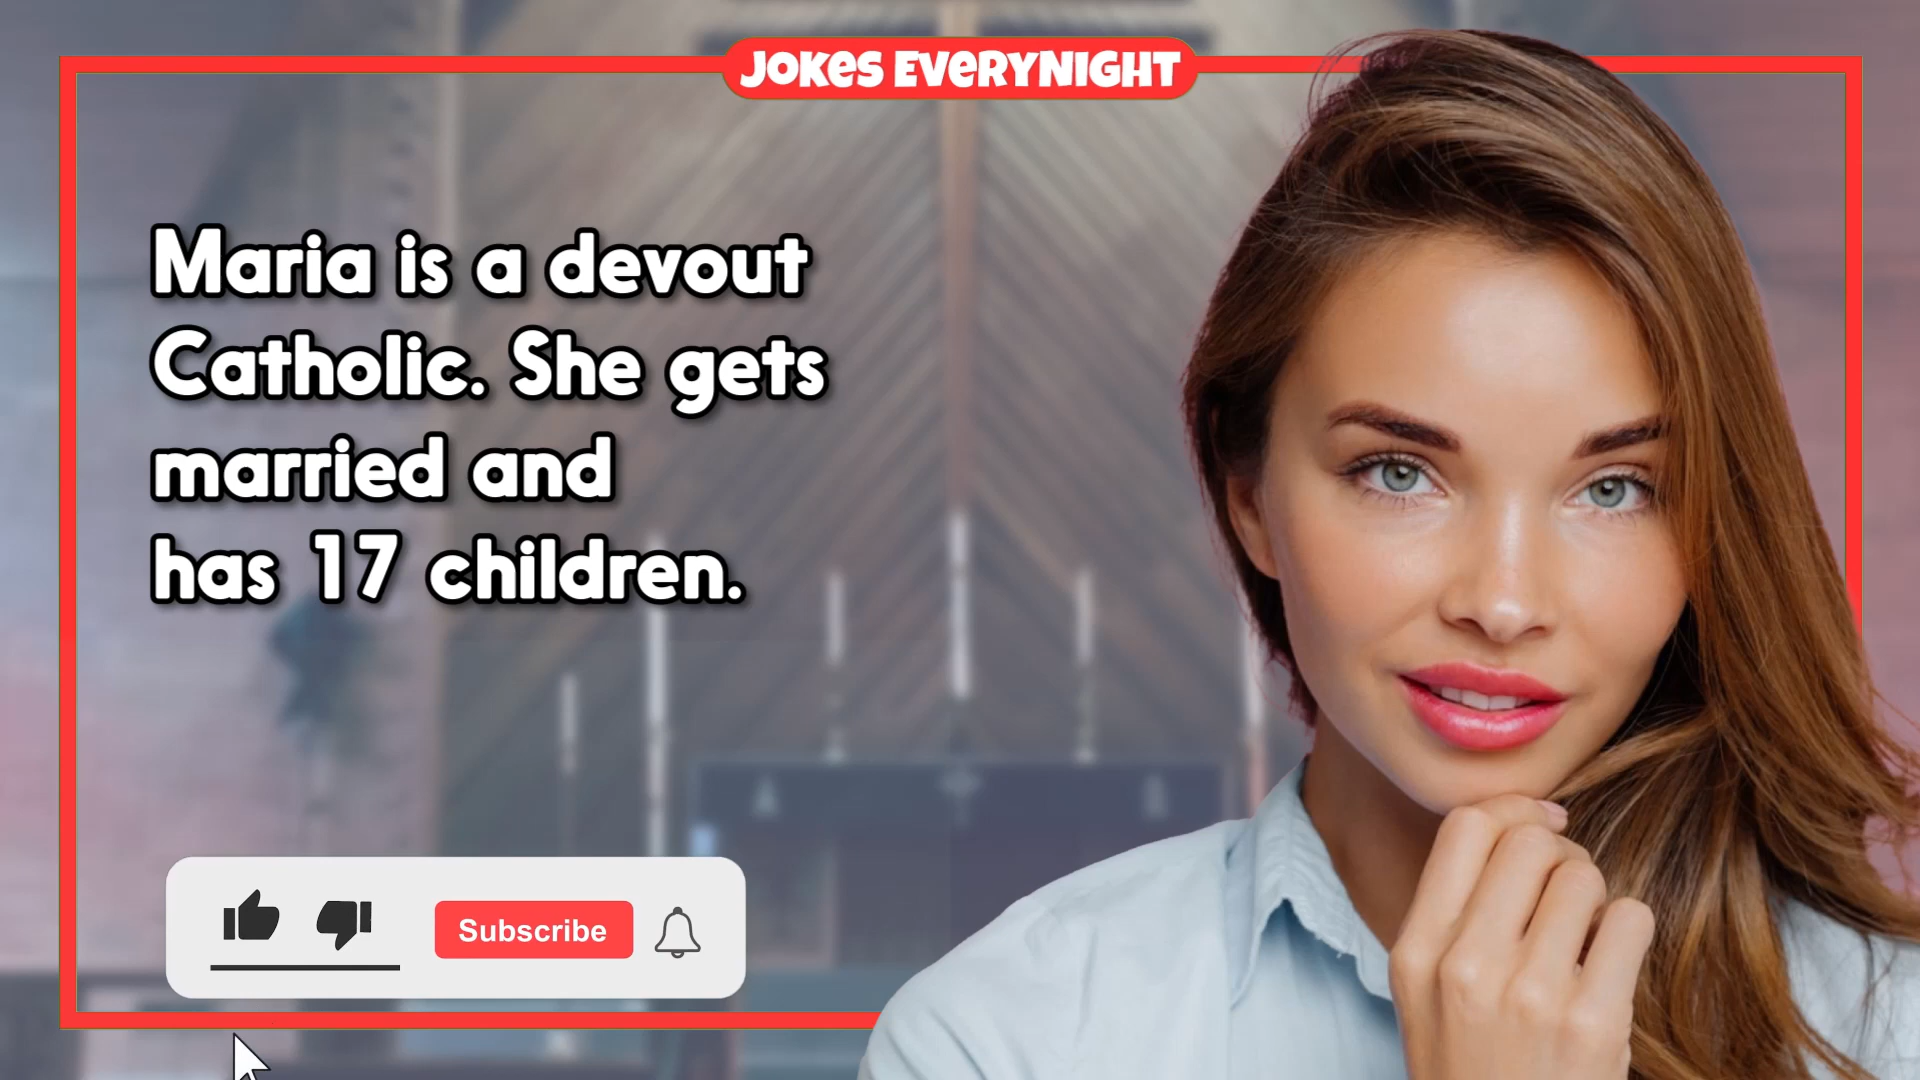 JOKES EVERYNIGHT
Maria is a devout
Catholic. She gets
married and
has 17 children.
Subscribe